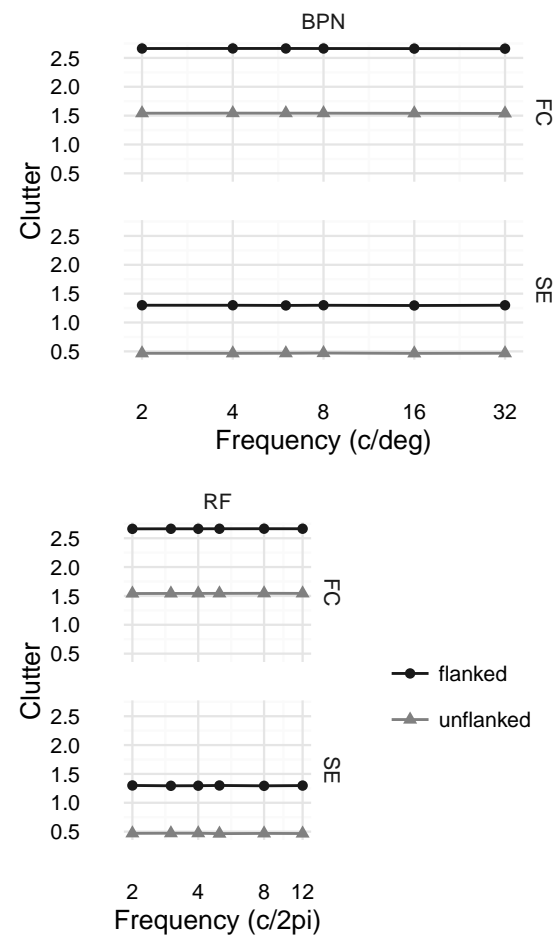 BPN
2.5
2.0
1.5
1.0
0.5
FC
2.5
2.0
1.5
1.0
0.5
SE
Clutter
2 4 8 16 32
Frequency (c/deg)
RF
2.5
2.0
1.5
1.0
0.5
FC
2.5
2.0
1.5
1.0
0.5
SE
Clutter
2 4 8 12
Frequency (c/2pi)
flanked
unflanked